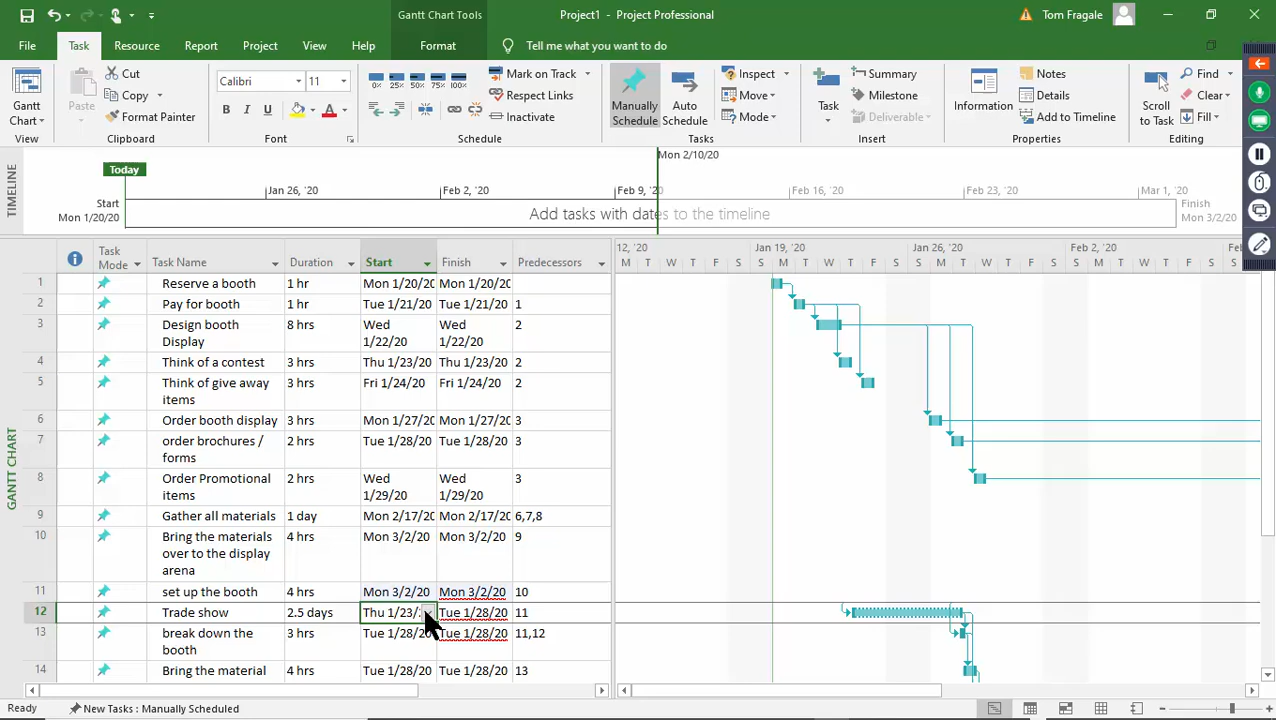 Gantt Chart Tools
Project1 - Project Professional
Tom Fragale
File Task Resource Report Project View Help Format Tell me what you want to do
Gantt Chart
View
Paste
Cut
Copy
Format Painter
Clipboard
Calibri 11
B I U A
Font
0% 25% 50% 75% 100%
Mark on Track
Respect Links
Inactivate
Schedule
Manually Schedule
Auto Schedule
Inspect
Move
Mode
Tasks
Task
Summary
Milestone
Deliverable
Insert
Information
Notes
Details
Add to Timeline
Properties
Scroll to Task
Find
Clear
Fill
Editing
TIMELINE
Mon 2/10/20
Today
Jan 26, '20 Feb 2, '20 Feb 9, '20 Feb 16, '20 Feb 23, '20 Mar 1, '20
Start
Mon 1/20/20
Add tasks with dates to the timeline
Finish
Mon 3/2/20
GANTT CHART
Task Mode Task Name Duration Start Finish Predecessors
12, '20 Jan 19, '20 Jan 26, '20 Feb 2, '20
M T W T F S S M T W T F S S M T W T F S S M T W T F S S
1 Reserve a booth 1 hr Mon 1/20/20 Mon 1/20/20
2 Pay for booth 1 hr Tue 1/21/20 Tue 1/21/20 1
3 Design booth Display 8 hrs Wed 1/22/20 Wed 1/22/20 2
4 Think of a contest 3 hrs Thu 1/23/20 Thu 1/23/20 2
5 Think of give away items 3 hrs Fri 1/24/20 Fri 1/24/20 2
6 Order booth display 3 hrs Mon 1/27/20 Mon 1/27/20 3
7 order brochures / forms 2 hrs Tue 1/28/20 Tue 1/28/20 3
8 Order Promotional items 2 hrs Wed 1/29/20 Wed 1/29/20 3
9 Gather all materials 1 day Mon 2/17/20 Mon 2/17/20 6,7,8
10 Bring the materials over to the display arena 4 hrs Mon 3/2/20 Mon 3/2/20 9
11 set up the booth 4 hrs Mon 3/2/20 Mon 3/2/20 10
12 Trade show 2.5 days Thu 1/23/ Tue 1/28/20 11
13 break down the booth 3 hrs Tue 1/28/20 Tue 1/28/20 11,12
14 Bring the material 4 hrs Tue 1/28/20 Tue 1/28/20 13
Ready New Tasks : Manually Scheduled